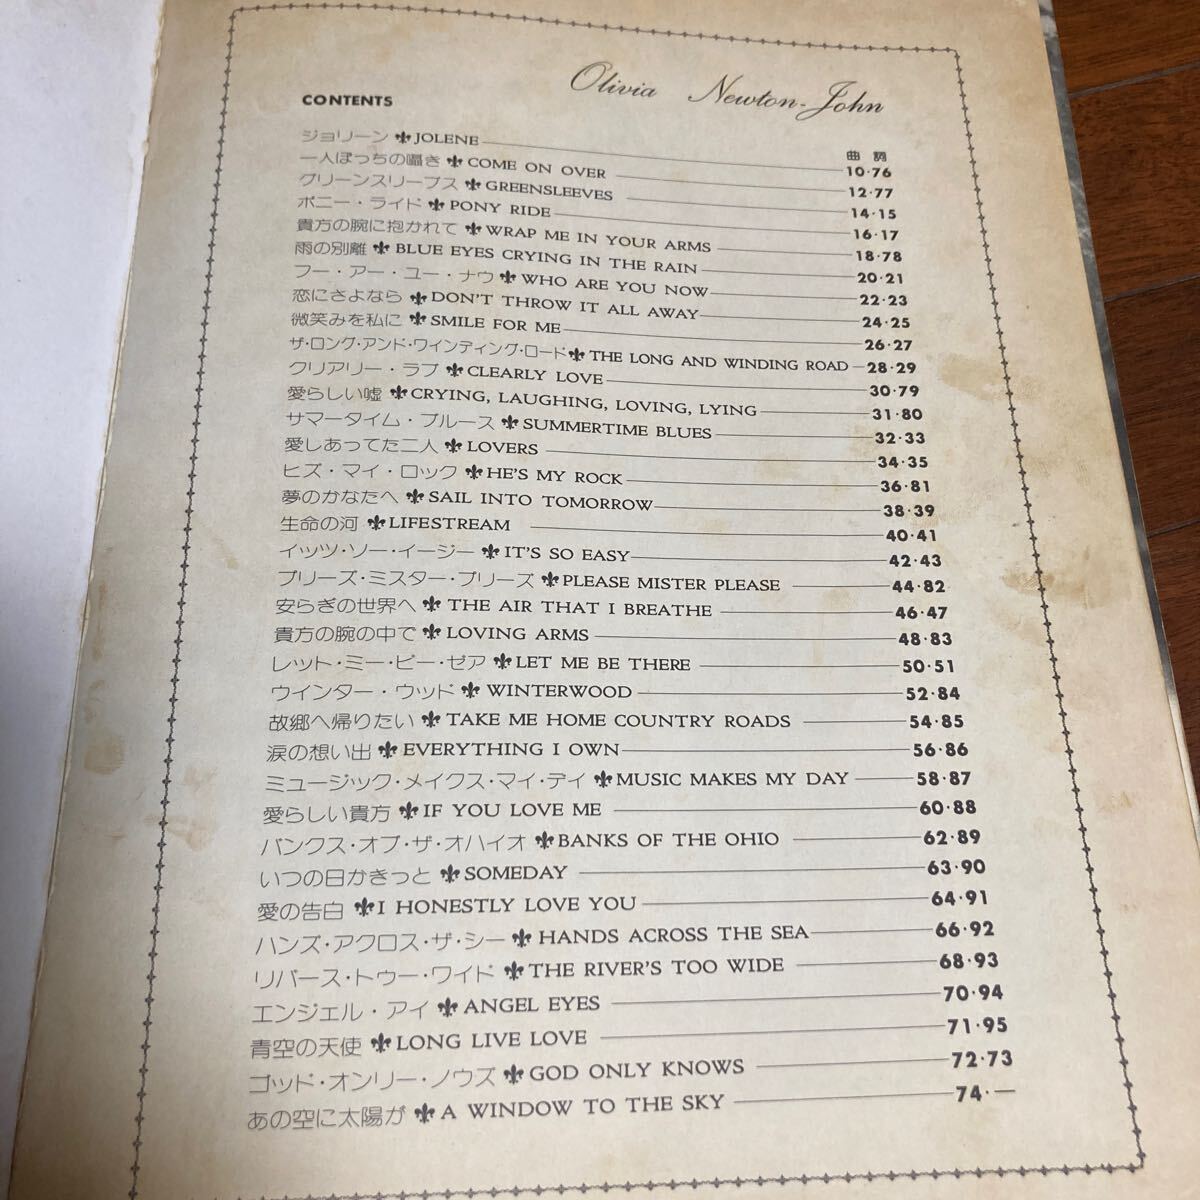 Olivia Newton-John
CONTENTS
曲 詞
ジョリーン ⚜ JOLENE 10・76
一人ぼっちの囁き ⚜ COME ON OVER 12・77
グリーンスリーブス ⚜ GREENSLEEVES 14・15
ポニー・ライド ⚜ PONY RIDE 16・17
貴方の腕に抱かれて ⚜ WRAP ME IN YOUR ARMS 18・78
雨の別離 ⚜ BLUE EYES CRYING IN THE RAIN 20・21
フー・アー・ユー・ナウ ⚜ WHO ARE YOU NOW 22・23
恋にさよなら ⚜ DON'T THROW IT ALL AWAY 24・25
微笑みを私に ⚜ SMILE FOR ME 26・27
ザ・ロング・アンド・ワインディング・ロード ⚜ THE LONG AND WINDING ROAD 28・29
クリアリー・ラブ ⚜ CLEARLY LOVE 30・79
愛らしい嘘 ⚜ CRYING, LAUGHING, LOVING, LYING 31・80
サマータイム・ブルース ⚜ SUMMERTIME BLUES 32・33
愛しあってた二人 ⚜ LOVERS 34・35
ヒズ・マイ・ロック ⚜ HE'S MY ROCK 36・81
夢のかなたへ ⚜ SAIL INTO TOMORROW 38・39
生命の河 ⚜ LIFESTREAM 40・41
イッツ・ソー・イージー ⚜ IT'S SO EASY 42・43
プリーズ・ミスター・プリーズ ⚜ PLEASE MISTER PLEASE 44・82
安らぎの世界へ ⚜ THE AIR THAT I BREATHE 46・47
貴方の腕の中で ⚜ LOVING ARMS 48・83
レット・ミー・ビー・ゼア ⚜ LET ME BE THERE 50・51
ウインター・ウッド ⚜ WINTERWOOD 52・84
故郷へ帰りたい ⚜ TAKE ME HOME COUNTRY ROADS 54・85
涙の想い出 ⚜ EVERYTHING I OWN 56・86
ミュージック・メイクス・マイ・デイ ⚜ MUSIC MAKES MY DAY 58・87
愛らしい貴方 ⚜ IF YOU LOVE ME 60・88
バンクス・オブ・ザ・オハイオ ⚜ BANKS OF THE OHIO 62・89
いつの日かきっと ⚜ SOMEDAY 63・90
愛の告白 ⚜ I HONESTLY LOVE YOU 64・91
ハンズ・アクロス・ザ・シー ⚜ HANDS ACROSS THE SEA 66・92
リバース・トゥー・ワイド ⚜ THE RIVER'S TOO WIDE 68・93
エンジェル・アイ ⚜ ANGEL EYES 70・94
青空の天使 ⚜ LONG LIVE LOVE 71・95
ゴッド・オンリー・ノウズ ⚜ GOD ONLY KNOWS 72・73
あの空に太陽が ⚜ A WINDOW TO THE SKY 74・—